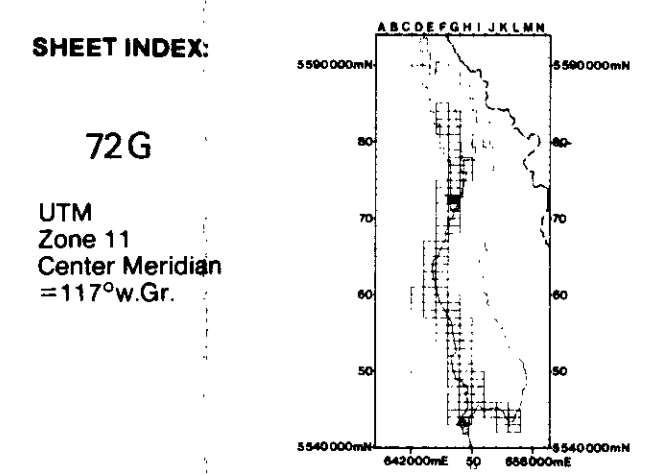 SHEET INDEX:
72G
UTM
Zone 11
Center Meridian
=117°w.Gr.
A B C D E F G H I J K L M N
5590000mN 5590000mN
80 80
70 70
60 60
50 50
5540000mN 5540000mN
642000mE 50 656000mE